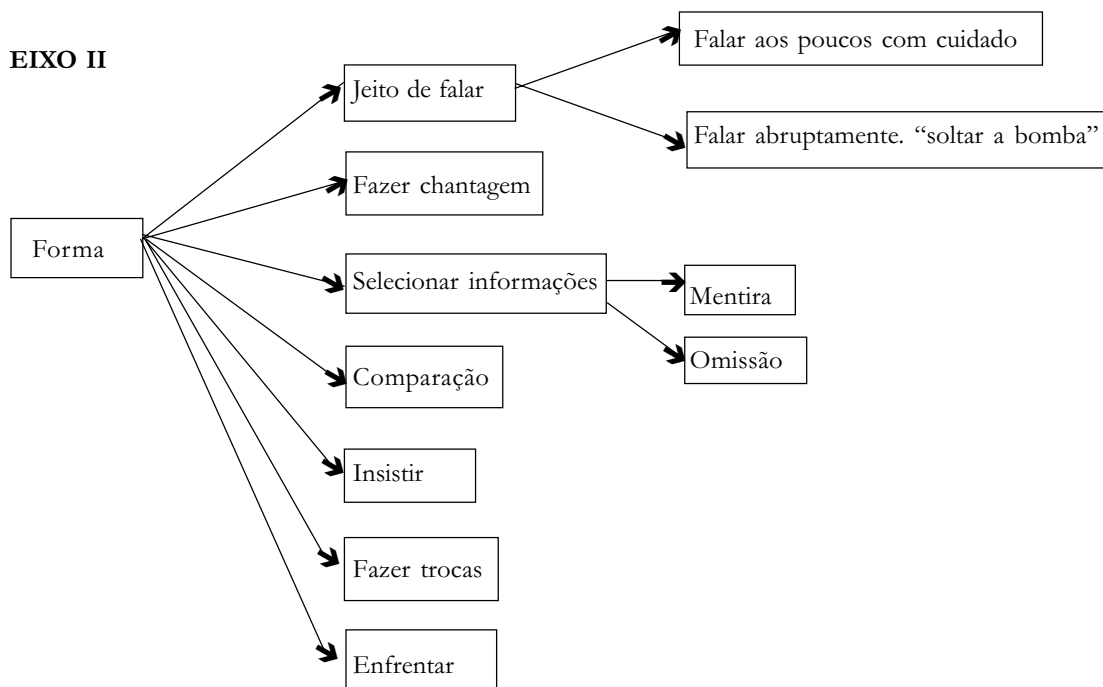 EIXO II
Falar aos poucos com cuidado
Jeito de falar
Falar abruptamente. “soltar a bomba”
Fazer chantagem
Forma
Selecionar informações
Mentira
Omissão
Comparação
Insistir
Fazer trocas
Enfrentar